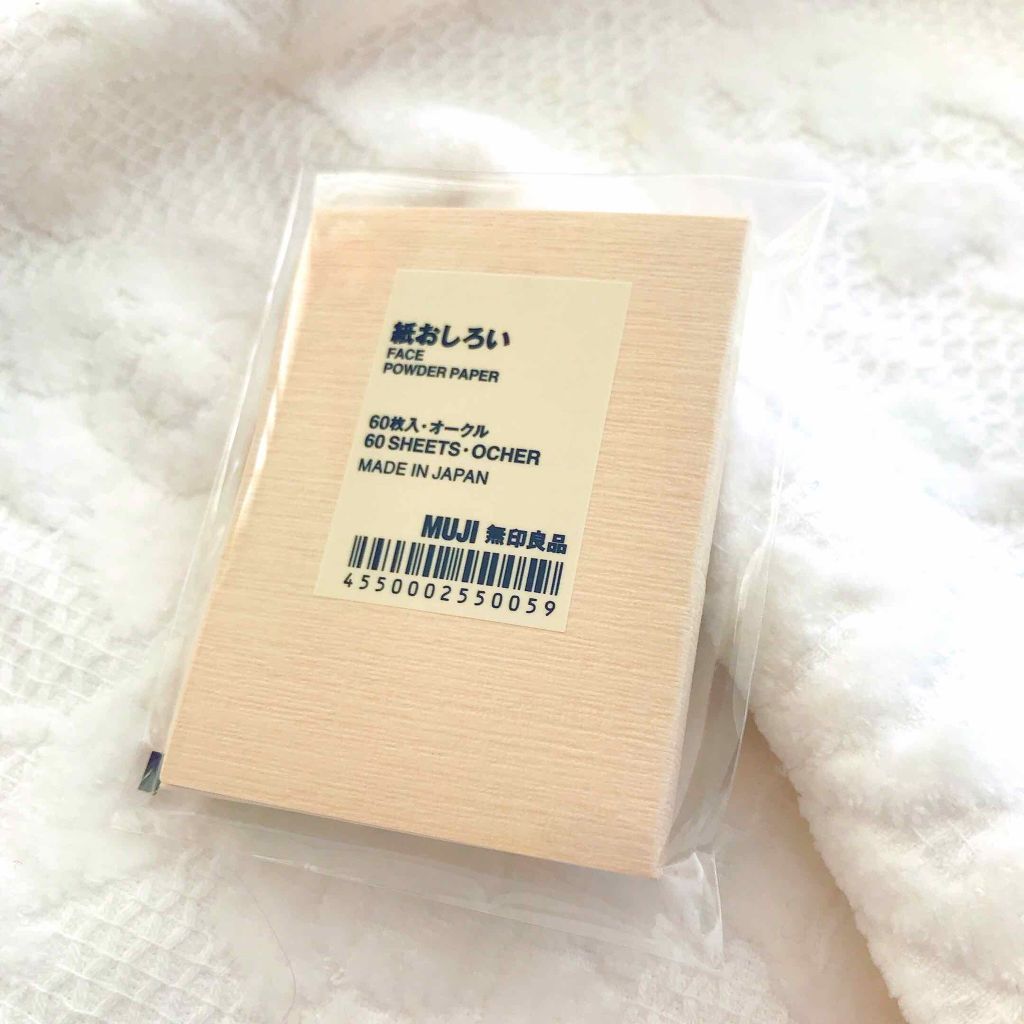 紙おしろい
FACE
POWDER PAPER
60枚入・オークル
60 SHEETS・OCHER
MADE IN JAPAN
MUJI 無印良品
4550002550059